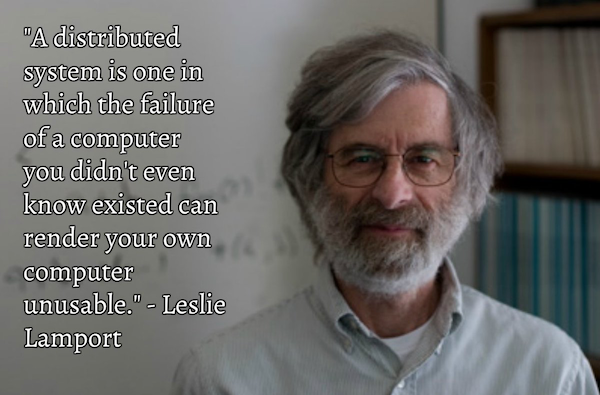 "A distributed
system is one in
which the failure
of a computer
you didn't even
know existed can
render your own
computer
unusable." - Leslie
Lamport